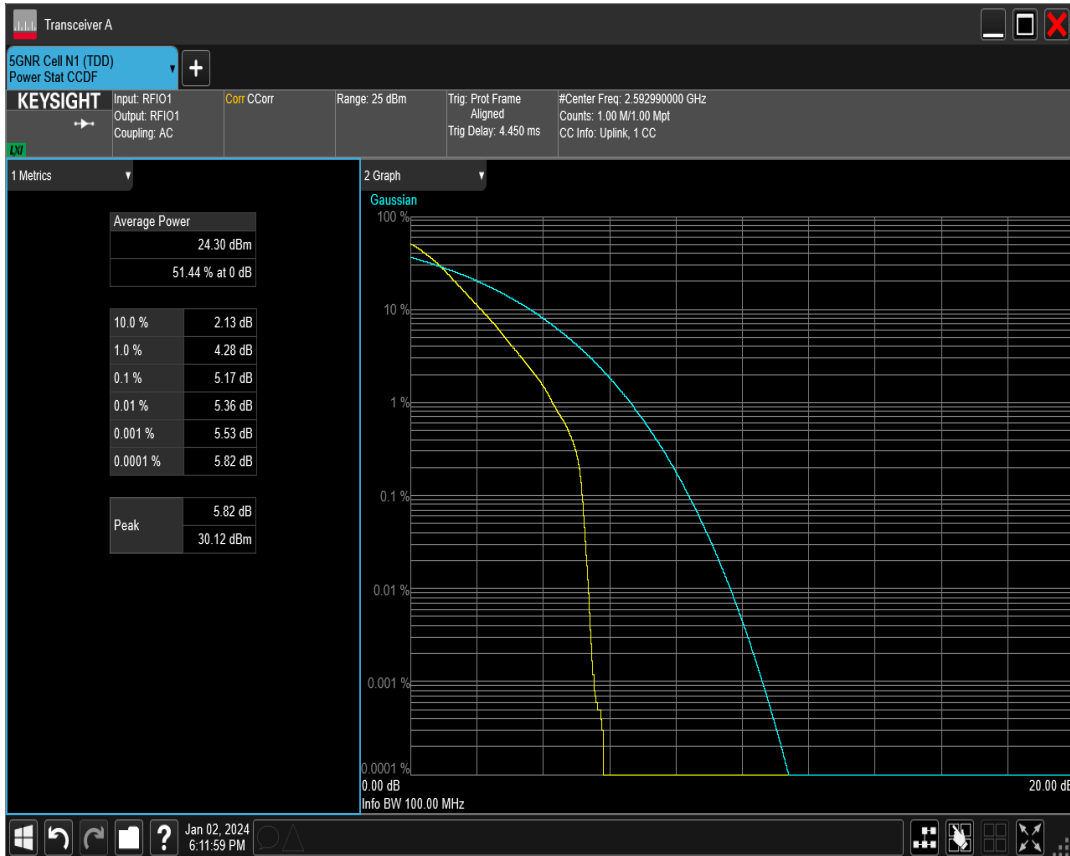 Transceiver A
5GNR Cell N1 (TDD)
Power Stat CCDF
+
KEYSIGHT
LXI
Input: RFIO1
Output: RFIO1
Coupling: AC
Corr CCorr
Range: 25 dBm
Trig: Prot Frame
Aligned
Trig Delay: 4.450 ms
#Center Freq: 2.592990000 GHz
Counts: 1.00 M/1.00 Mpt
CC Info: Uplink, 1 CC
1 Metrics
Average Power
24.30 dBm
51.44 % at 0 dB
10.0 % 2.13 dB
1.0 % 4.28 dB
0.1 % 5.17 dB
0.01 % 5.36 dB
0.001 % 5.53 dB
0.0001 % 5.82 dB
Peak
5.82 dB
30.12 dBm
2 Graph
Gaussian
100 %
10 %
1 %
0.1 %
0.01 %
0.001 %
0.0001 %
0.00 dB 20.00 dB
Info BW 100.00 MHz
?
Jan 02, 2024
6:11:59 PM